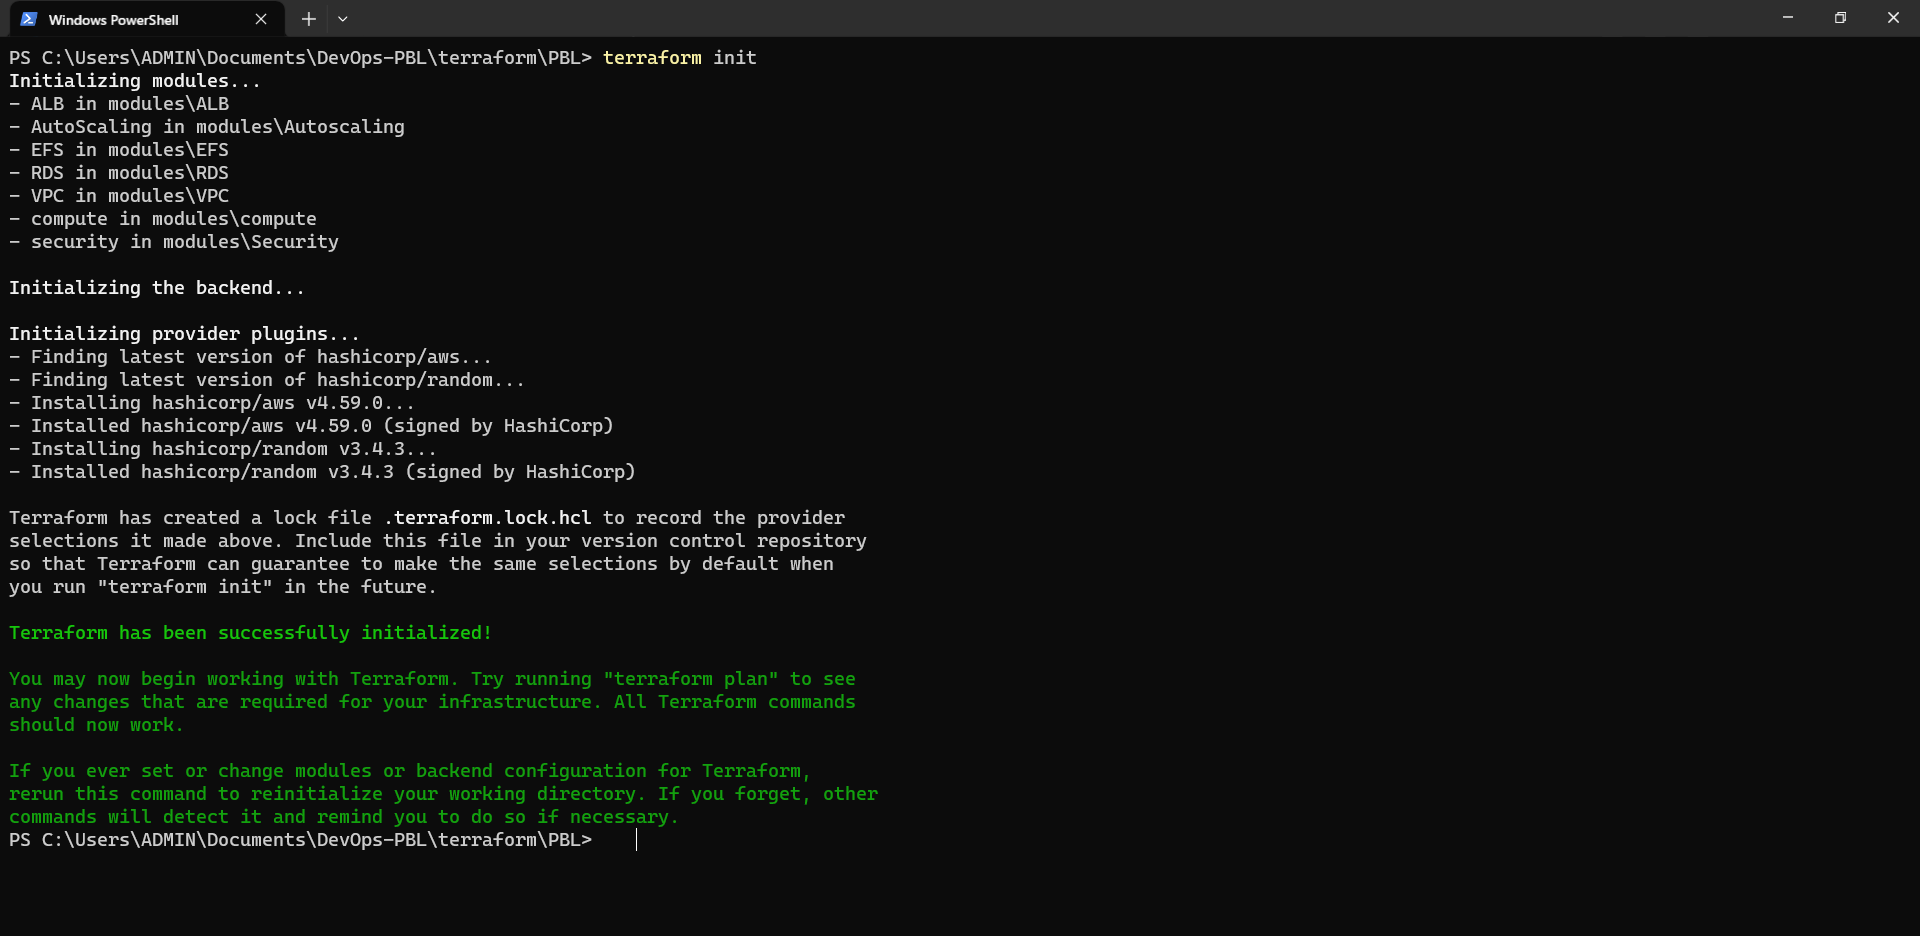 Windows PowerShell
PS C:\Users\ADMIN\Documents\DevOps-PBL\terraform\PBL> terraform init
Initializing modules...
- ALB in modules\ALB
- AutoScaling in modules\Autoscaling
- EFS in modules\EFS
- RDS in modules\RDS
- VPC in modules\VPC
- compute in modules\compute
- security in modules\Security
Initializing the backend...
Initializing provider plugins...
- Finding latest version of hashicorp/aws...
- Finding latest version of hashicorp/random...
- Installing hashicorp/aws v4.59.0...
- Installed hashicorp/aws v4.59.0 (signed by HashiCorp)
- Installing hashicorp/random v3.4.3...
- Installed hashicorp/random v3.4.3 (signed by HashiCorp)
Terraform has created a lock file .terraform.lock.hcl to record the provider
selections it made above. Include this file in your version control repository
so that Terraform can guarantee to make the same selections by default when
you run "terraform init" in the future.
Terraform has been successfully initialized!
You may now begin working with Terraform. Try running "terraform plan" to see
any changes that are required for your infrastructure. All Terraform commands
should now work.
If you ever set or change modules or backend configuration for Terraform,
rerun this command to reinitialize your working directory. If you forget, other
commands will detect it and remind you to do so if necessary.
PS C:\Users\ADMIN\Documents\DevOps-PBL\terraform\PBL>